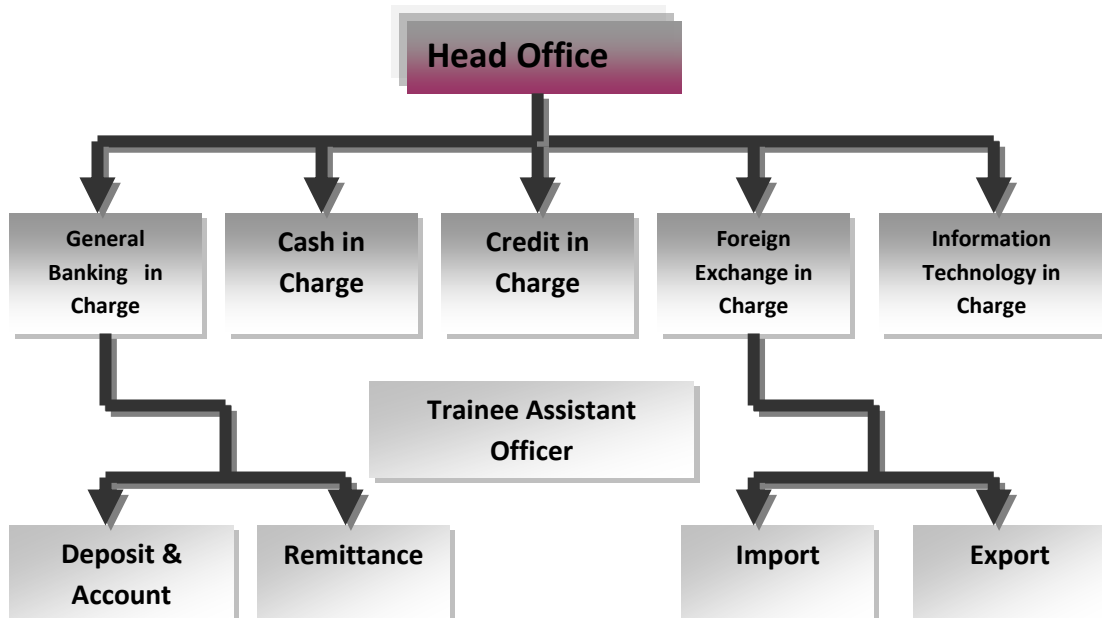 Head Office
General
Banking in
Charge
Cash in
Charge
Credit in
Charge
Foreign
Exchange in
Charge
Information
Technology in
Charge
Trainee Assistant
Officer
Deposit &
Account
Remittance
Import
Export